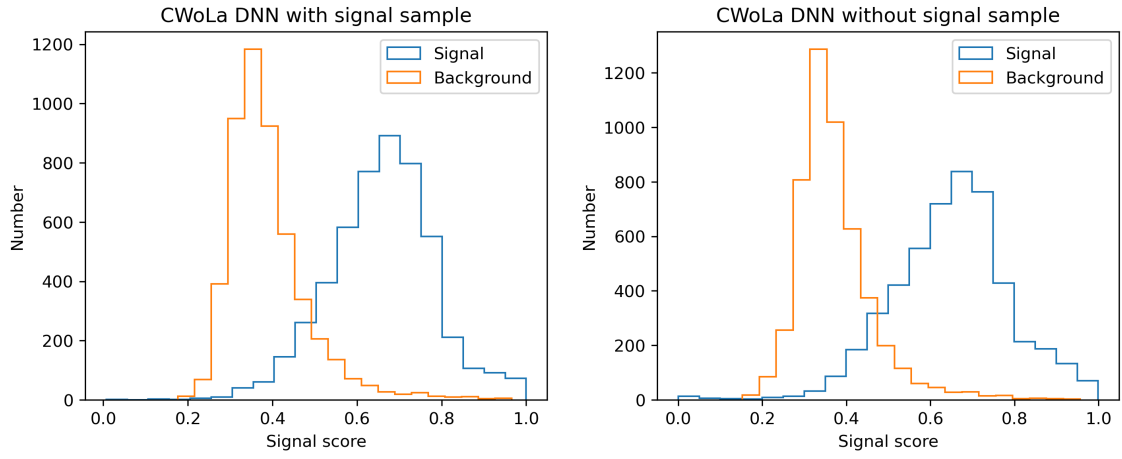 CWoLa DNN with signal sample
1200
1000
800
600
400
200
0
Number
0.0 0.2 0.4 0.6 0.8 1.0
Signal score
Signal
Background
CWoLa DNN without signal sample
1200
1000
800
600
400
200
0
Number
0.0 0.2 0.4 0.6 0.8 1.0
Signal score
Signal
Background